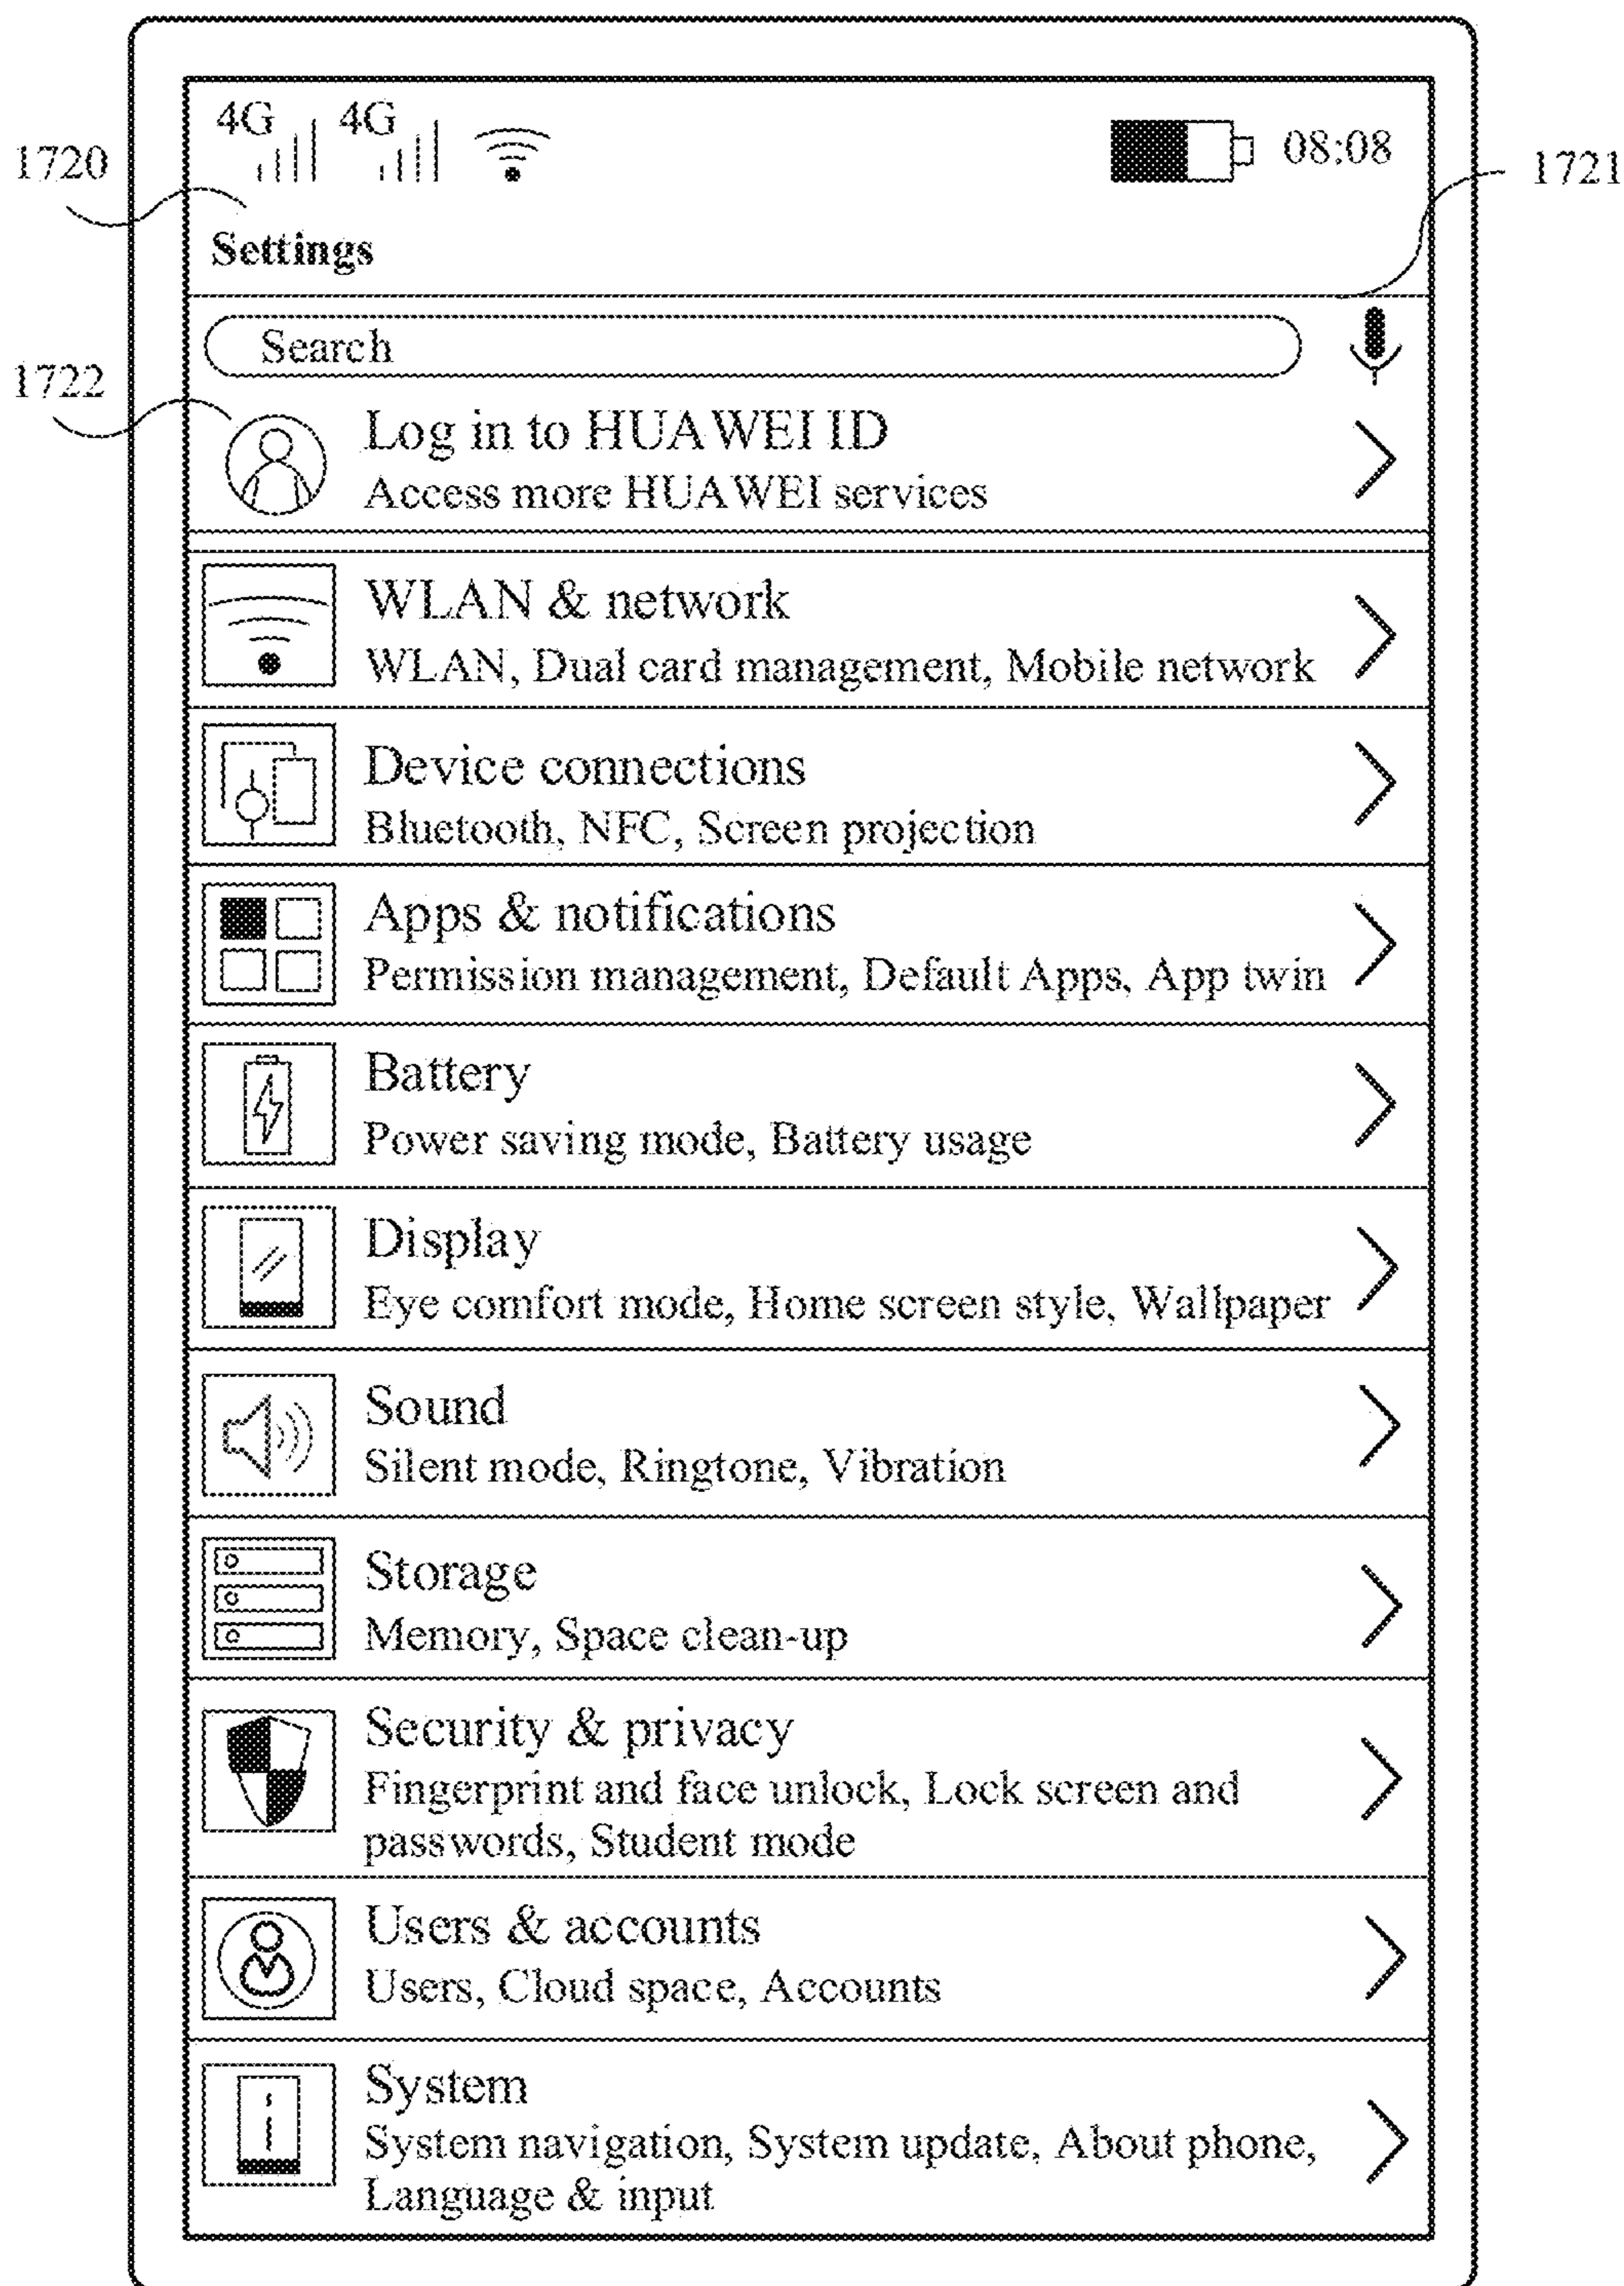 4G 4G 08:08
1720
1721
Settings
Search
1722
Log in to HUAWEI ID
Access more HUAWEI services
WLAN & network
WLAN, Dual card management, Mobile network
Device connections
Bluetooth, NFC, Screen projection
Apps & notifications
Permission management, Default Apps, App twin
Battery
Power saving mode, Battery usage
Display
Eye comfort mode, Home screen style, Wallpaper
Sound
Silent mode, Ringtone, Vibration
Storage
Memory, Space clean-up
Security & privacy
Fingerprint and face unlock, Lock screen and
passwords, Student mode
Users & accounts
Users, Cloud space, Accounts
System
System navigation, System update, About phone,
Language & input